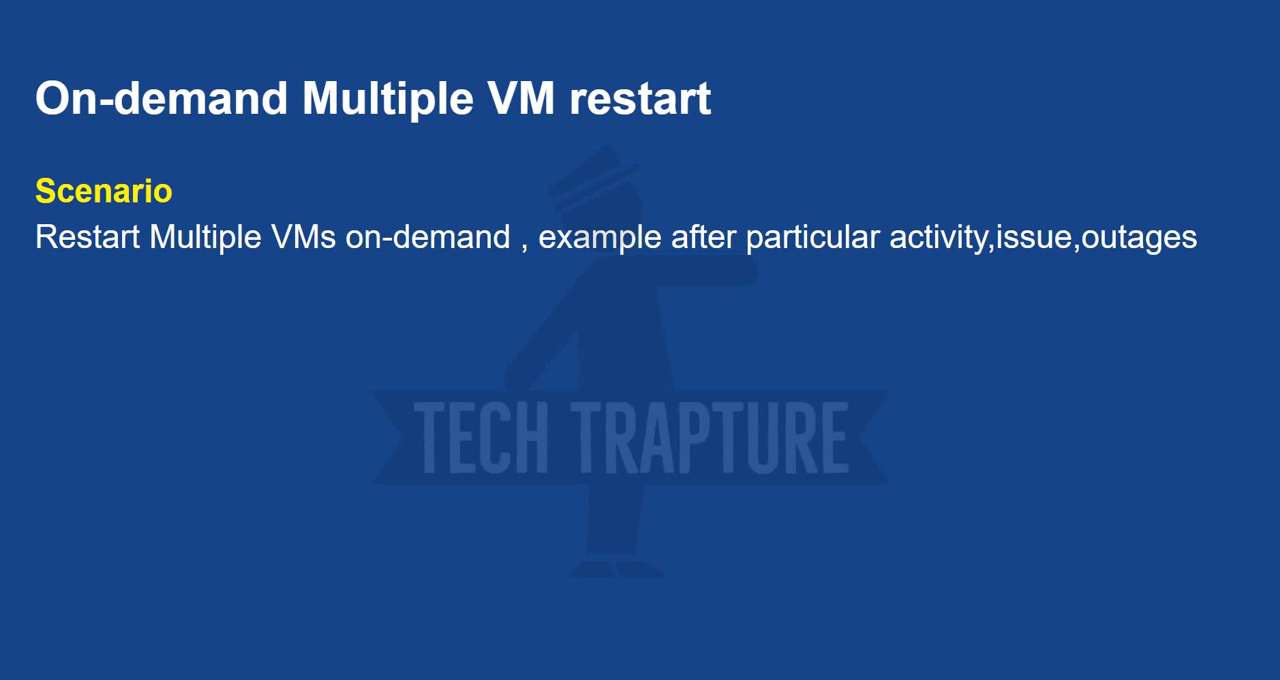 On-demand Multiple VM restart
Scenario
Restart Multiple VMs on-demand , example after particular activity,issue,outages
TECH TRAPTURE